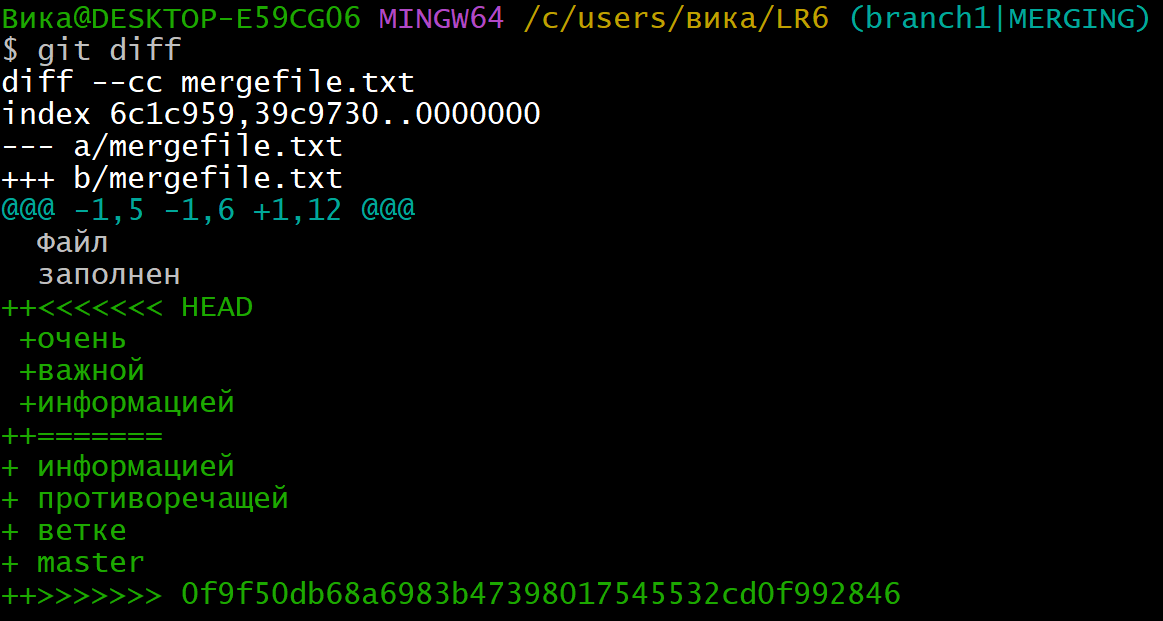 Вика@DESKTOP-E59CG06 MINGW64 /c/users/вика/LR6 (branch1|MERGING)
$ git diff
diff --cc mergefile.txt
index 6c1c959,39c9730..0000000
--- a/mergefile.txt
+++ b/mergefile.txt
@@@ -1,5 -1,6 +1,12 @@@
  Файл
  заполнен
++<<<<<<< HEAD
 +очень
 +важной
 +информацией
++=======
+ информацией
+ противоречащей
+ ветке
+ master
++>>>>>>> 0f9f50db68a6983b47398017545532cd0f992846